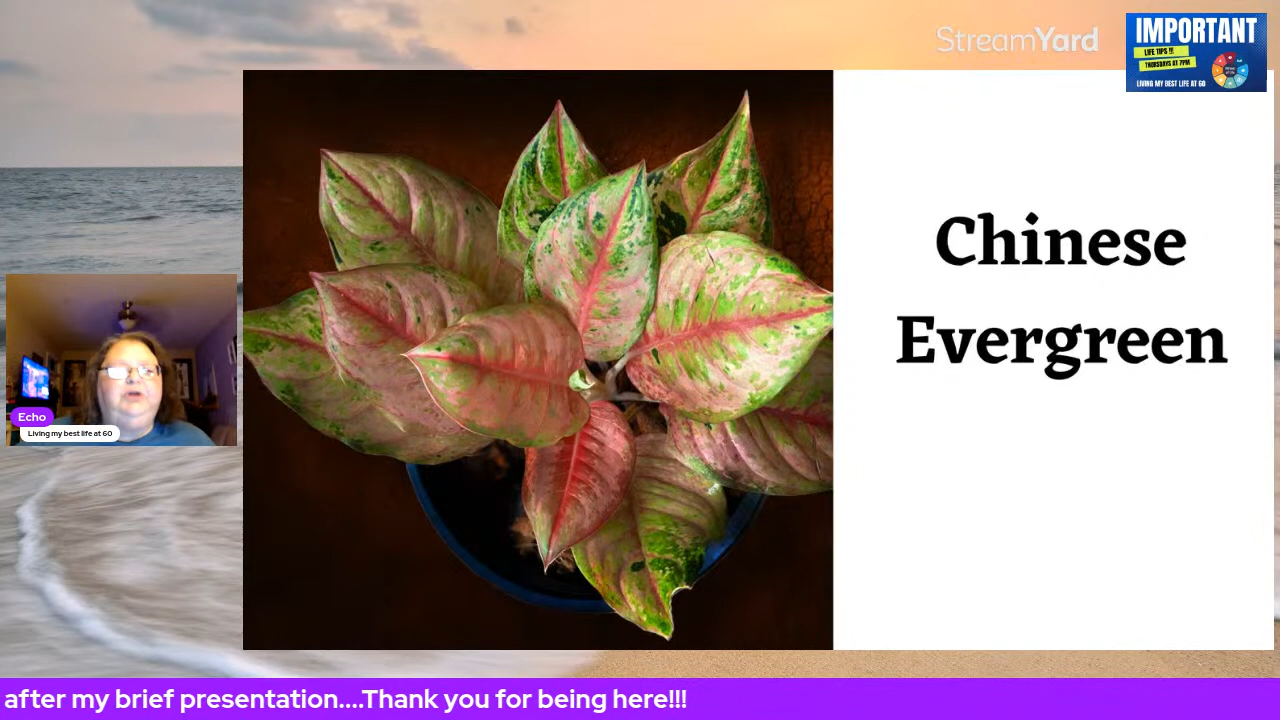 StreamYard
IMPORTANT
LIFE TIPS !!!
THURSDAYS AT 7PM
LIVING MY BEST LIFE AT 60
Chinese
Evergreen
Echo
Living my best life at 60
after my brief presentation....Thank you for being here!!!